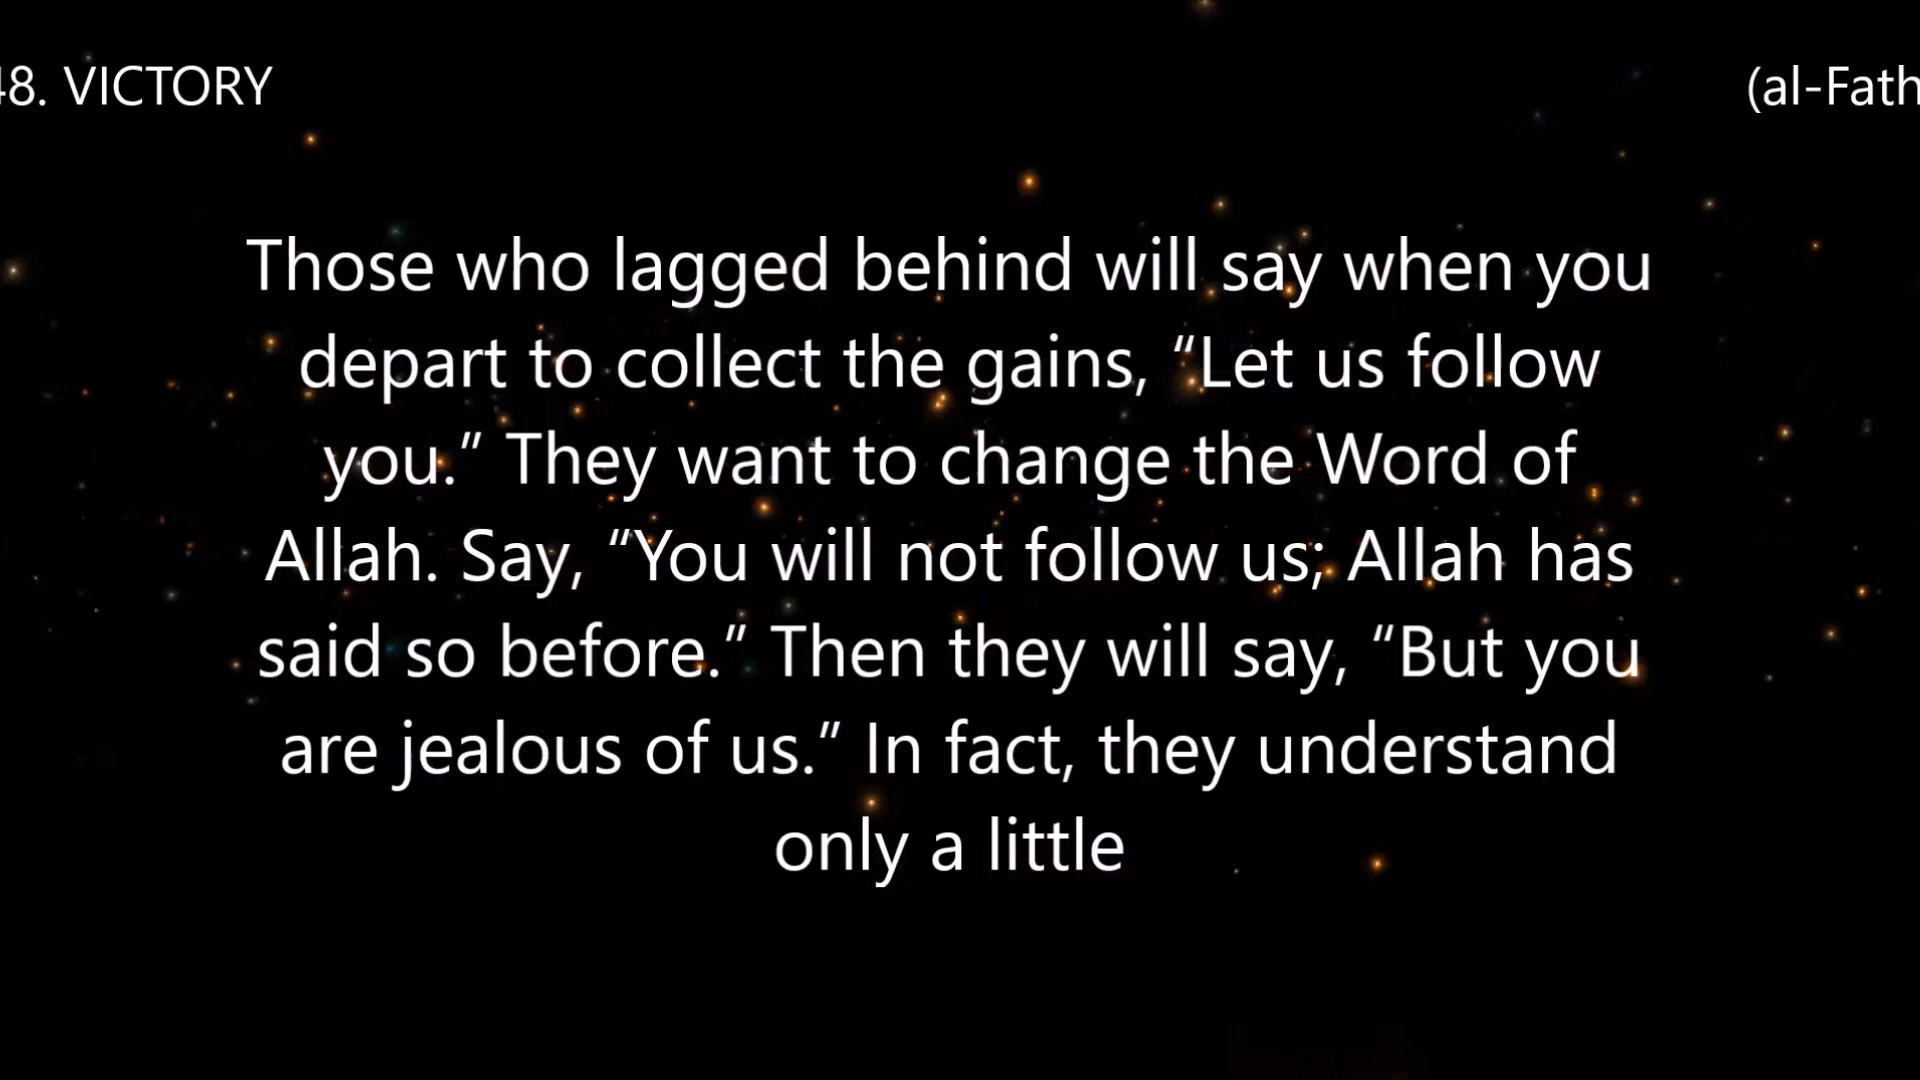 48. VICTORY (al-Fath
Those who lagged behind will say when you
depart to collect the gains, “Let us follow
you.” They want to change the Word of
Allah. Say, “You will not follow us; Allah has
said so before.” Then they will say, “But you
are jealous of us.” In fact, they understand
only a little